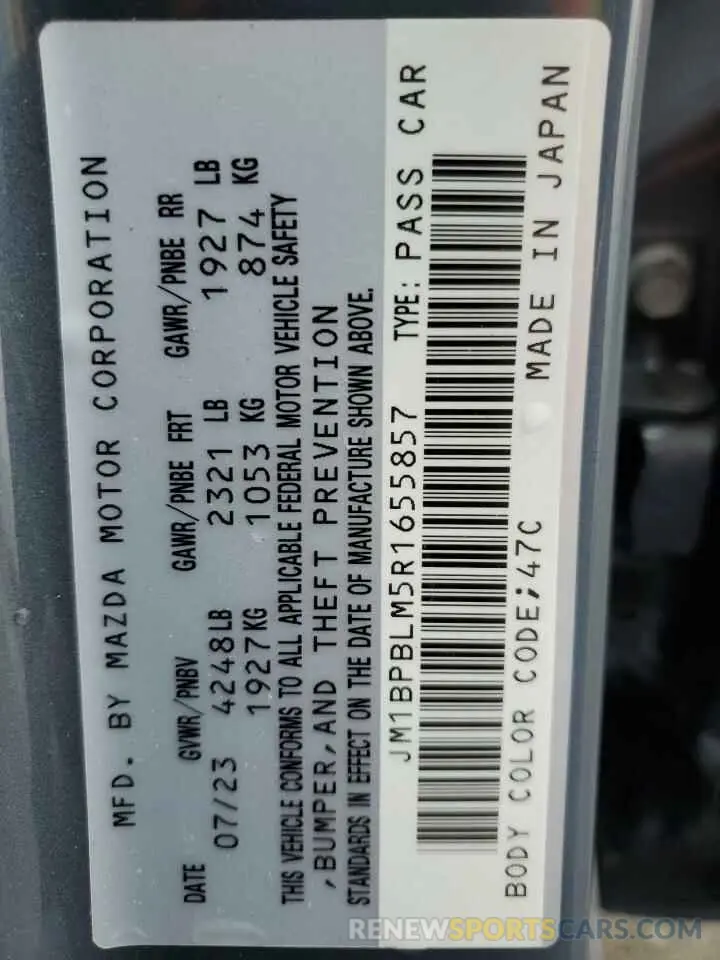 MFD. BY MAZDA MOTOR CORPORATION
DATE GVWR/PNBV GAWR/PNBE FRT GAWR/PNBE RR
07/23 4248LB 2321 LB 1927 LB
1927KG 1053 KG 874 KG
THIS VEHICLE CONFORMS TO ALL APPLICABLE FEDERAL MOTOR VEHICLE SAFETY
,BUMPER,AND THEFT PREVENTION
STANDARDS IN EFFECT ON THE DATE OF MANUFACTURE SHOWN ABOVE.
JM1BPBLM5R1655857 TYPE: PASS CAR
BODY COLOR CODE;47C MADE IN JAPAN
RENEWSPORTSCARS.COM